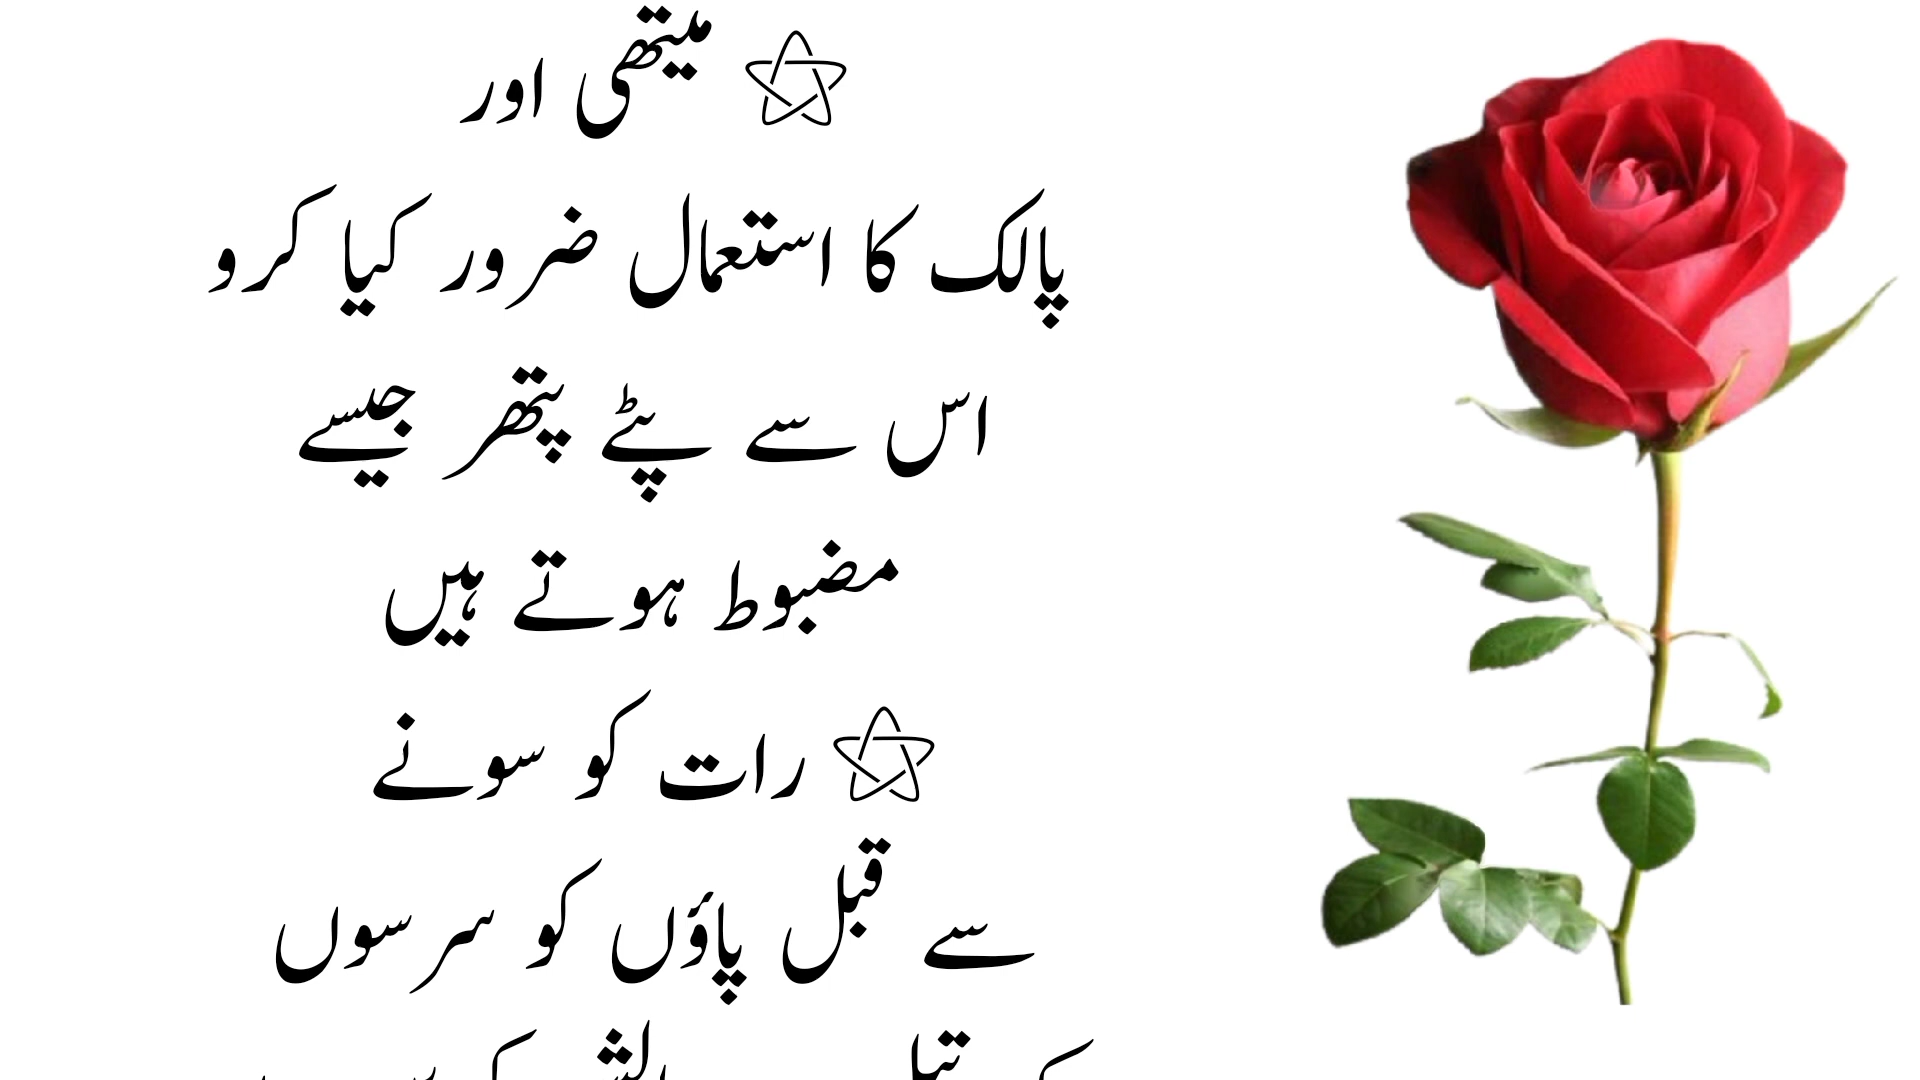 ☆ میتھی اور
پالک کا استعمال ضرور کیا کرو
اس سے پٹے پتھر جیسے
مضبوط ہوتے ہیں
☆ رات کو سونے
سے قبل پاؤں کو سرسوں